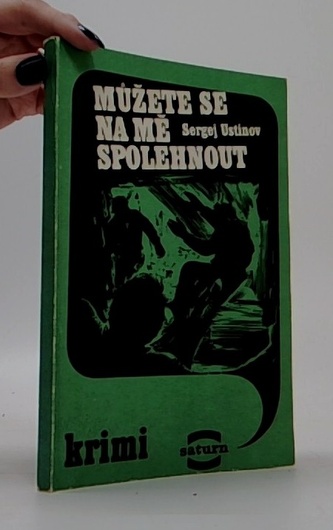 MŮŽETE SE
NA MĚ Sergej Ustinov
SPOLEHNOUT
krimi
saturn